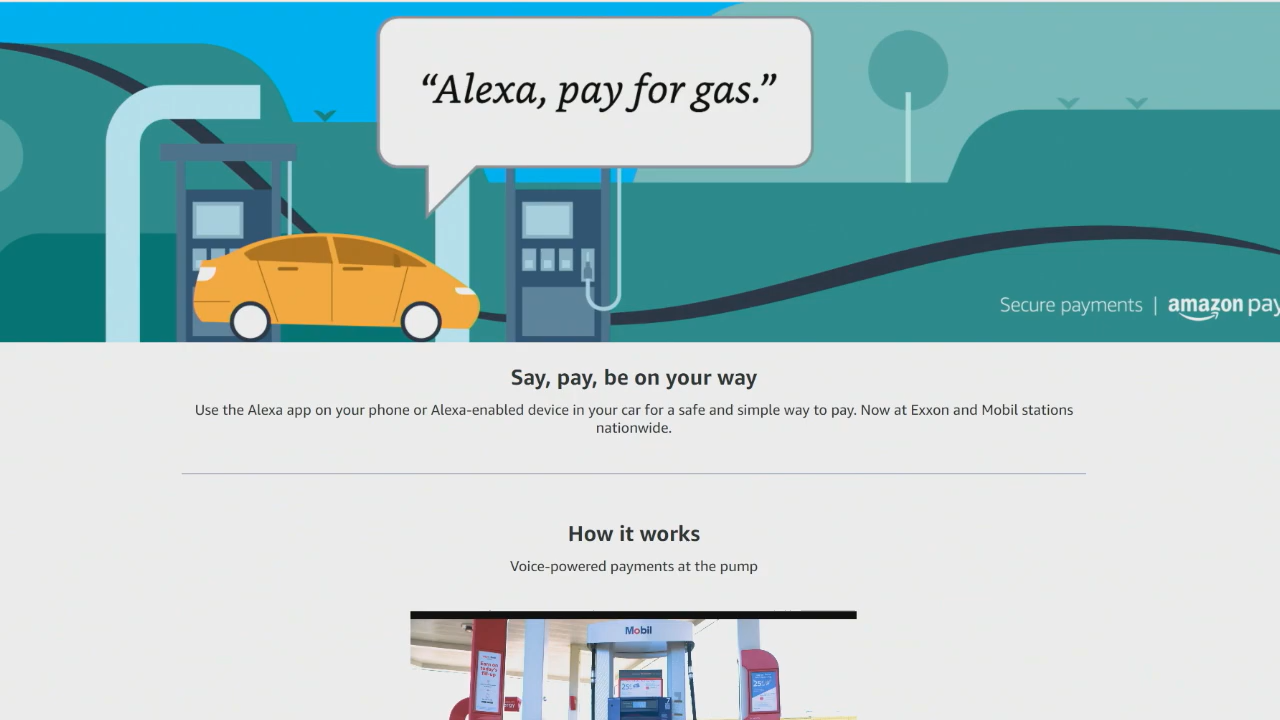 “Alexa, pay for gas.”
Secure payments | amazon pay
Say, pay, be on your way
Use the Alexa app on your phone or Alexa-enabled device in your car for a safe and simple way to pay. Now at Exxon and Mobil stations
nationwide.
How it works
Voice-powered payments at the pump
Mobil